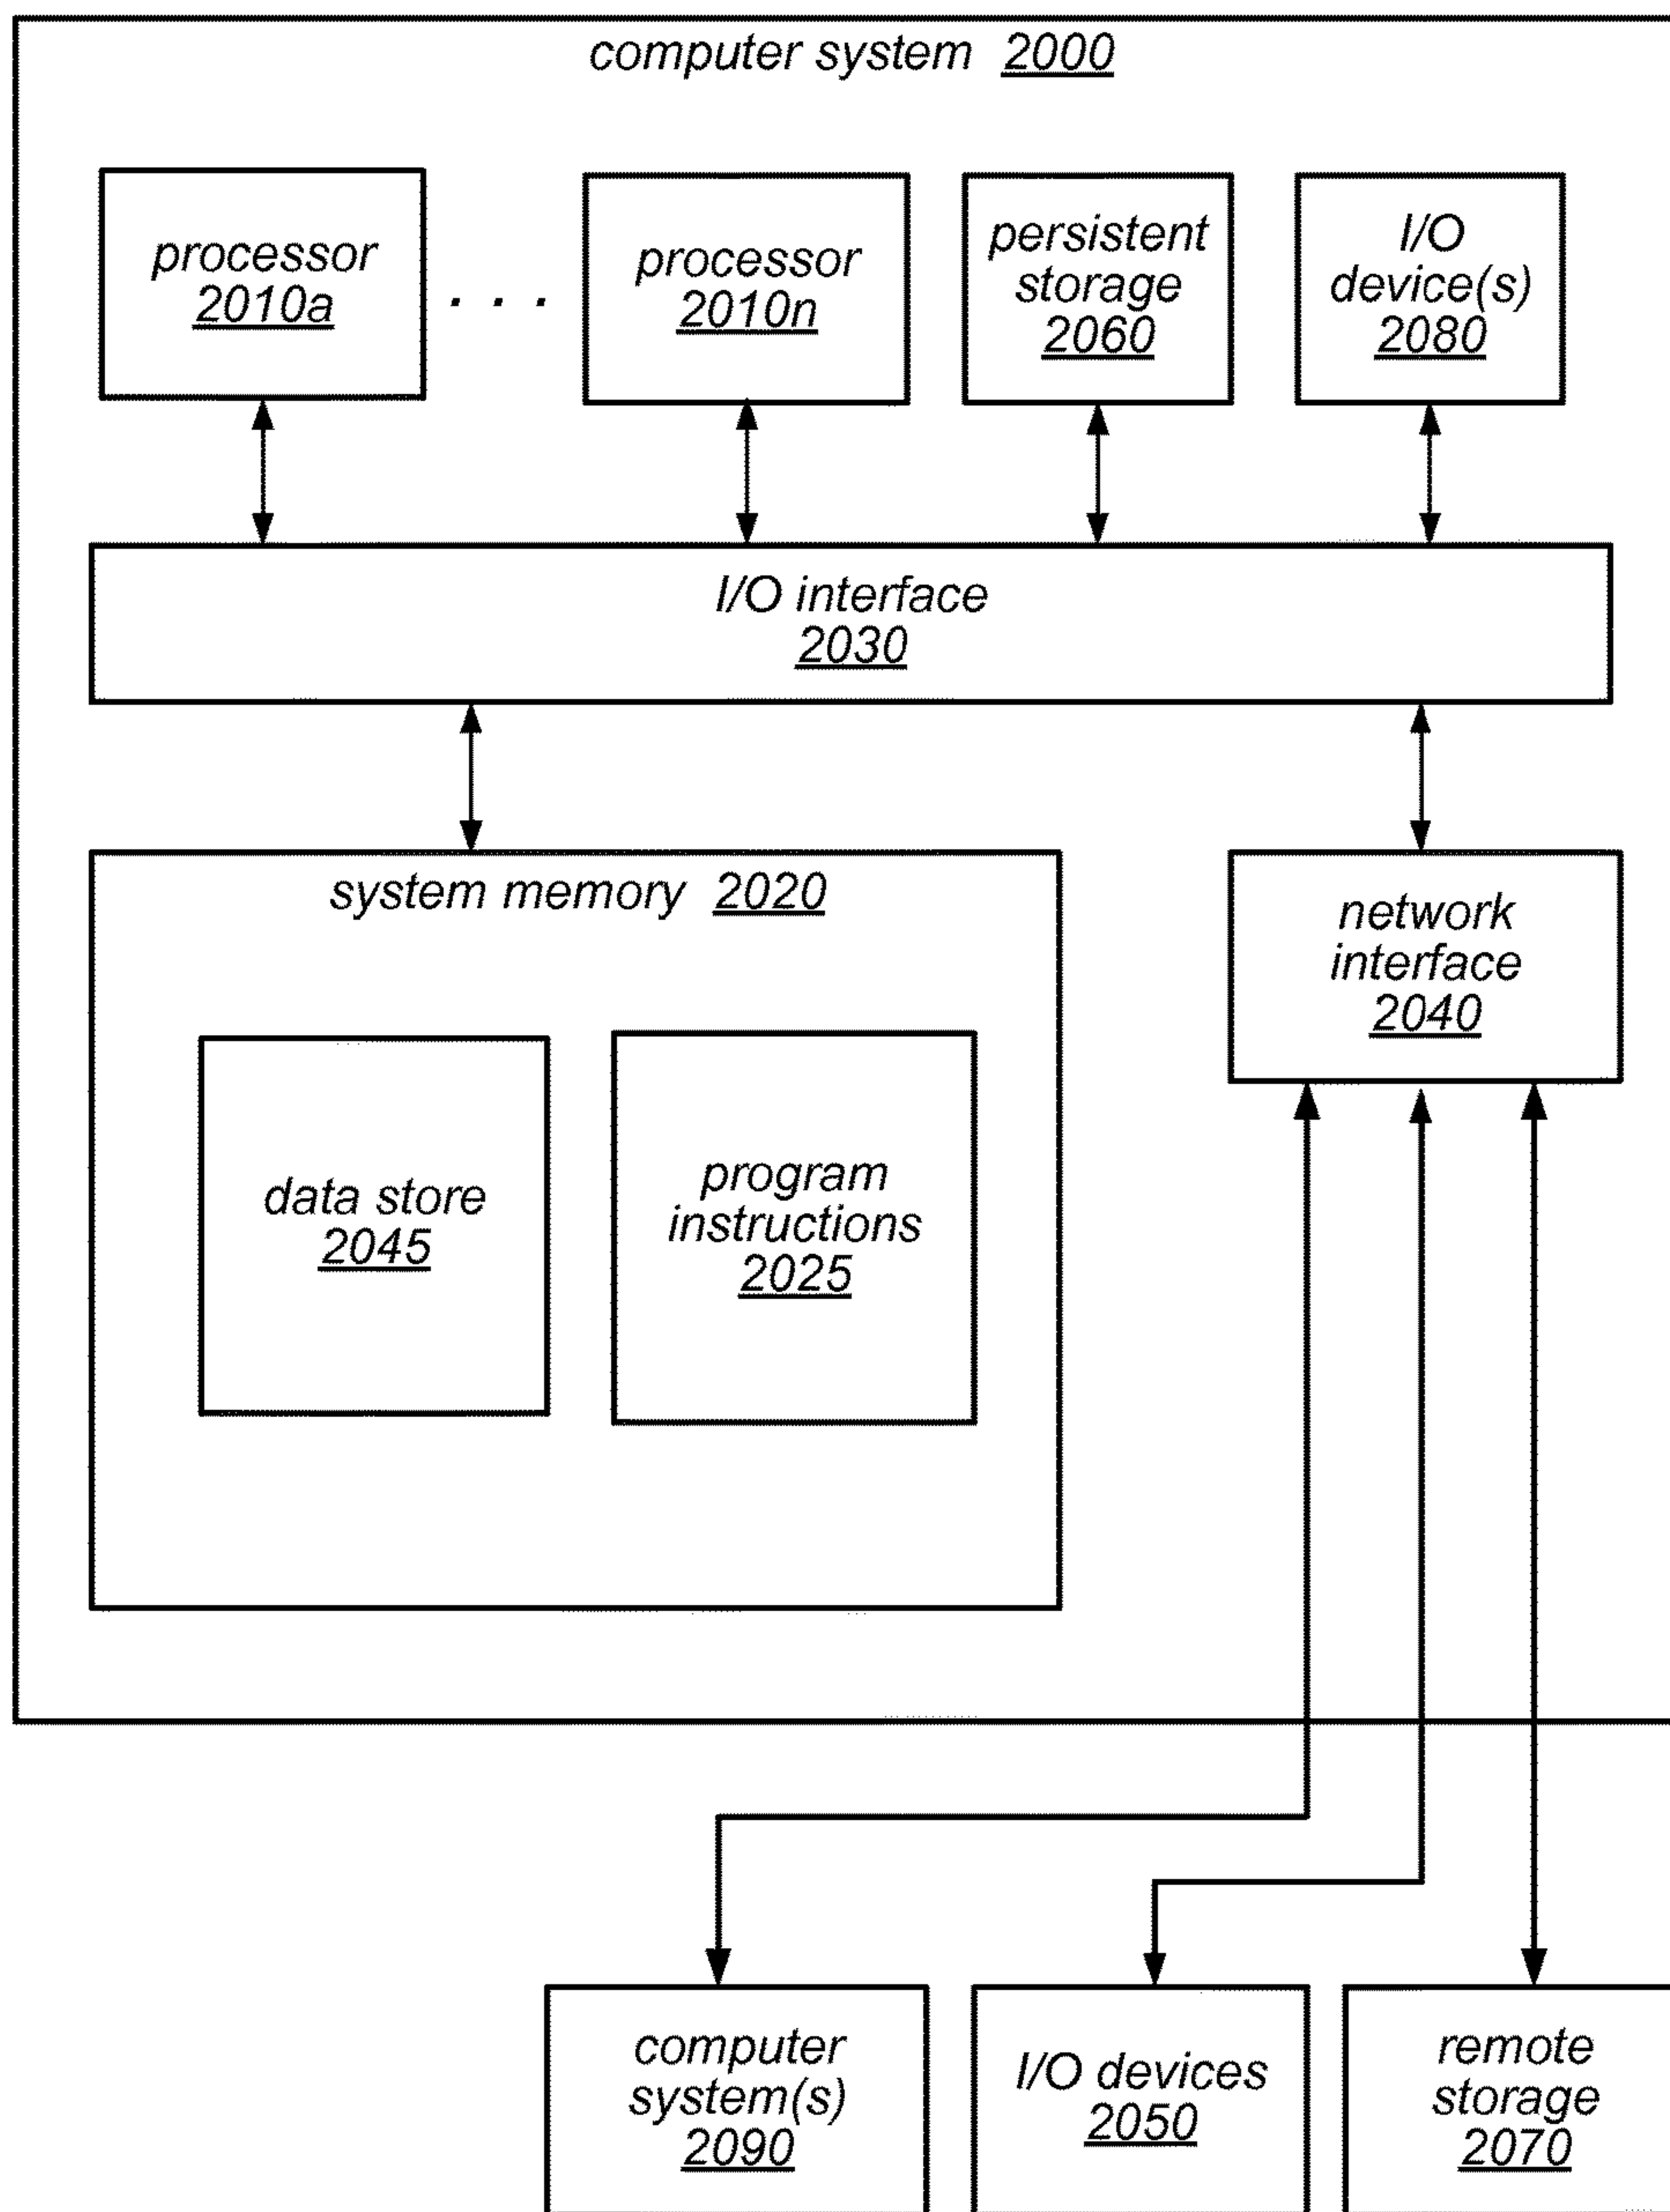 computer system 2000
processor
2010a
. . .
processor
2010n
persistent
storage
2060
I/O
device(s)
2080
I/O interface
2030
system memory 2020
network
interface
2040
data store
2045
program
instructions
2025
computer
system(s)
2090
I/O devices
2050
remote
storage
2070